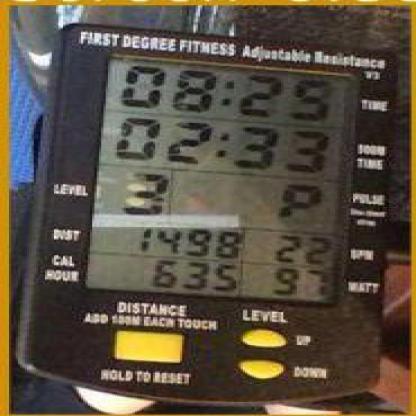 FIRST DEGREE FITNESS Adjustable Resistance
08:25 TIME
02:33 500M TIME
LEVEL 3 P PULSE
DIST 1498 22 SPM
CAL HOUR 635 97 WATT
DISTANCE LEVEL
ADD 100M EACH TOUCH
UP
DOWN
HOLD TO RESET